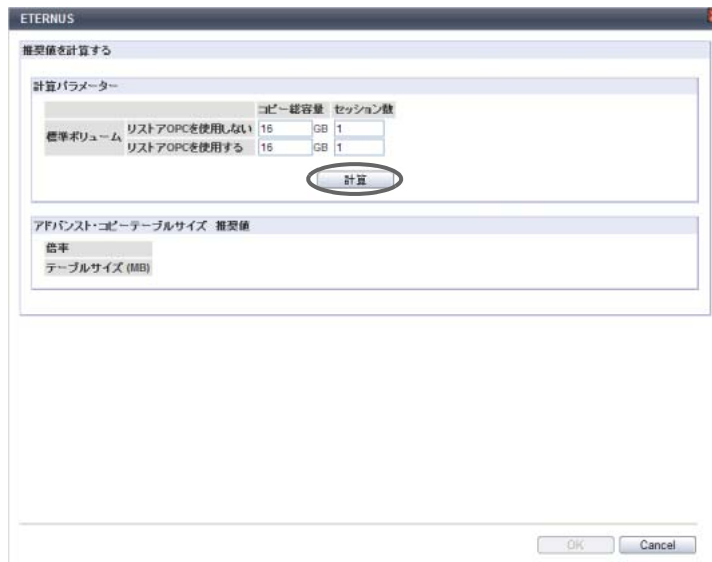 ETERNUS
推奨値を計算する
計算パラメーター
コピー総容量 セッション数
標準ボリューム リストアOPCを使用しない 16 GB 1
リストアOPCを使用する 16 GB 1
計算
アドバンスト・コピーテーブルサイズ 推奨値
倍率
テーブルサイズ (MB)
OK Cancel